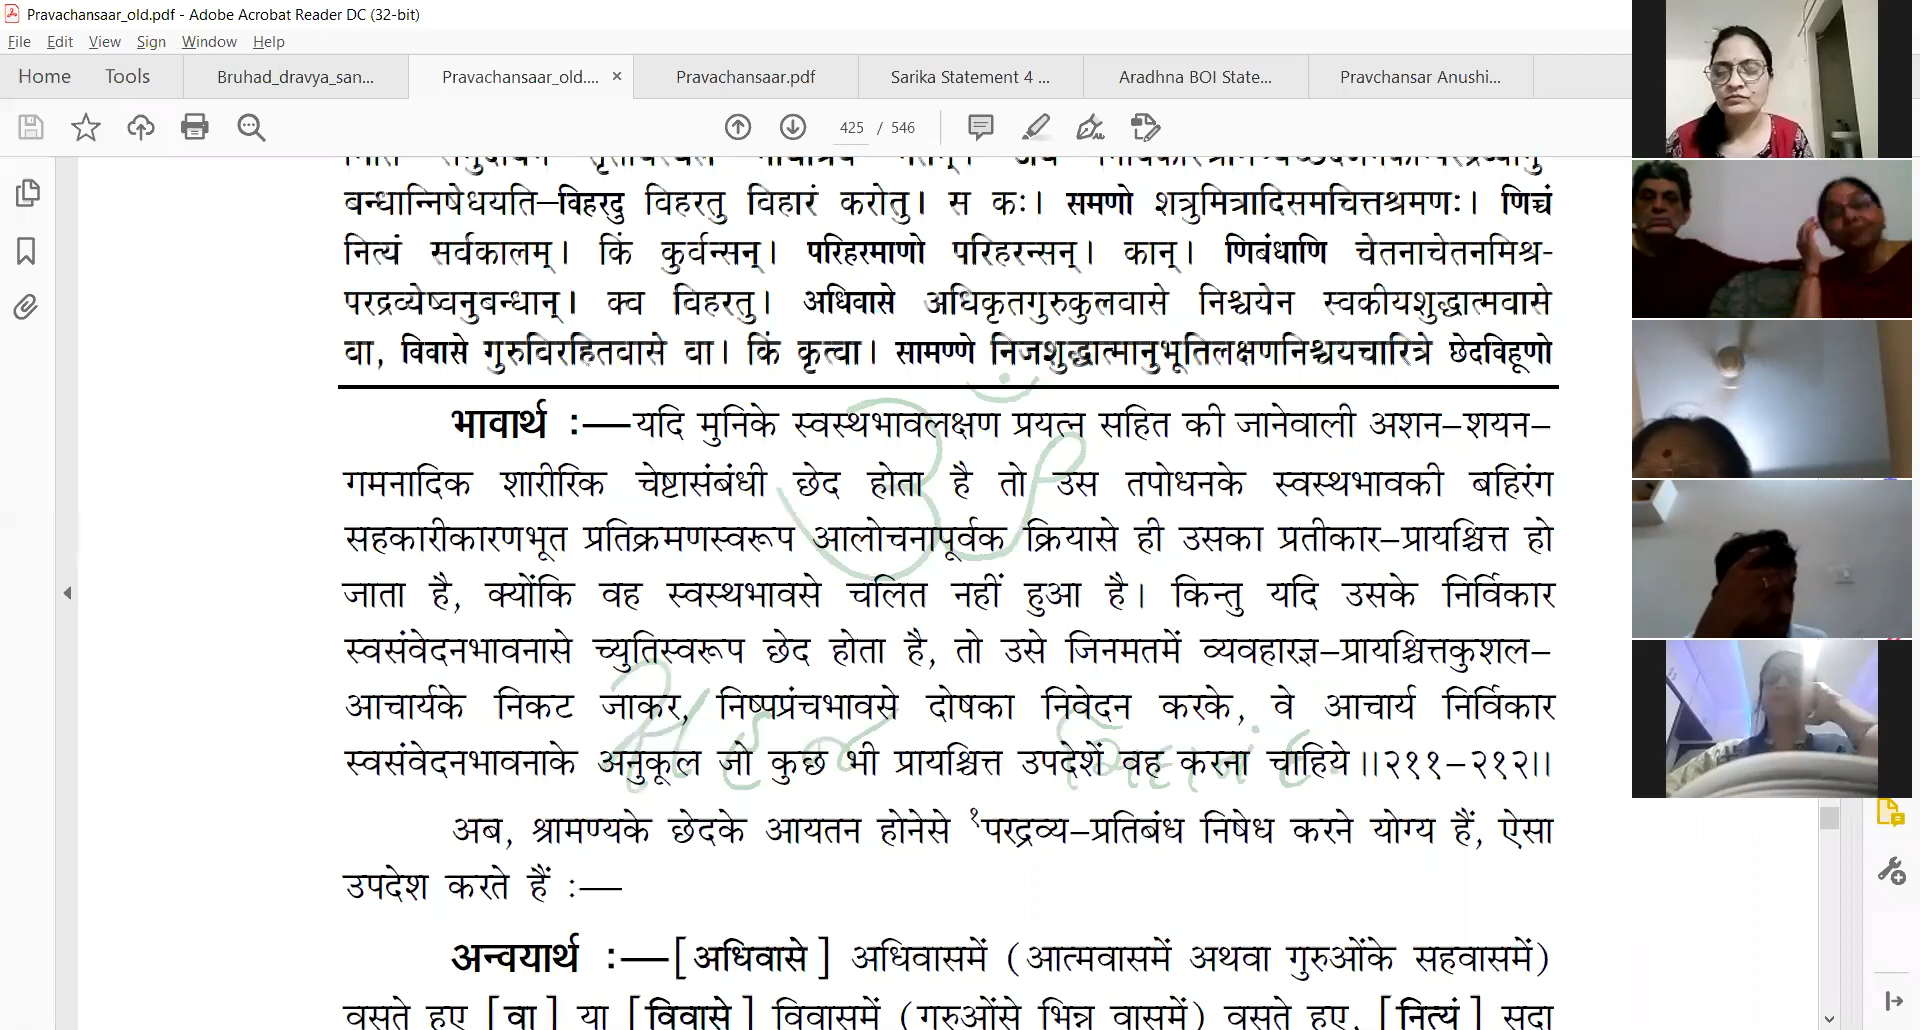 Pravachansaar_old.pdf - Adobe Acrobat Reader DC (32-bit)
File Edit View Sign Window Help
Home Tools Bruhad_dravya_san... Pravachansaar_old.... × Pravachansaar.pdf Sarika Statement 4 ... Aradhna BOI State... Pravchansar Anushi...
425 / 546
बन्धान्निषेधयति—विहरदु विहरतु विहारं करोतु। स कः। समणो शत्रुमित्रादिसमचित्तश्रमणः। णिच्चं
नित्यं सर्वकालम्। किं कुर्वन्सन्। परिहरमाणो परिहरन्सन्। कान्। णिबंधाणि चेतनाचेतनमिश्र-
परद्रव्येष्वनुबन्धान्। क्व विहरतु। अधिवासे अधिकृतगुरुकुलवासे निश्चयेन स्वकीयशुद्धात्मवासे
वा, विवासे गुरुविरहितवासे वा। किं कृत्वा। सामण्णे निजशुद्धात्मानुभूतिलक्षणनिश्चयचारित्रे छेदविहूणो
भावार्थ :—यदि मुनिके स्वस्थभावलक्षण प्रयत्न सहित की जानेवाली अशन-शयन-
गमनादिक शारीरिक चेष्टासंबंधी छेद होता है तो उस तपोधनके स्वस्थभावकी बहिरंग
सहकारीकारणभूत प्रतिक्रमणस्वरूप आलोचनापूर्वक क्रियासे ही उसका प्रतीकार-प्रायश्चित्त हो
जाता है, क्योंकि वह स्वस्थभावसे चलित नहीं हुआ है। किन्तु यदि उसके निर्विकार
स्वसंवेदनभावनासे च्युतिस्वरूप छेद होता है, तो उसे जिनमतमें व्यवहारज्ञ-प्रायश्चित्तकुशल-
आचार्यके निकट जाकर, निष्प्रपंचभावसे दोषका निवेदन करके, वे आचार्य निर्विकार
स्वसंवेदनभावनाके अनुकूल जो कुछ भी प्रायश्चित्त उपदेशें वह करना चाहिये।।२११-२१२।।
अब, श्रामण्यके छेदके आयतन होनेसे १परद्रव्य-प्रतिबंध निषेध करने योग्य हैं, ऐसा
उपदेश करते हैं :—
अन्वयार्थ :—[अधिवासे] अधिवासमें (आत्मवासमें अथवा गुरुओंके सहवासमें)
वसते हुए [वा] या [विवासे] विवासमें (गुरुओंसे भिन्न वासमें) वसते हुए, [नित्यं] सदा